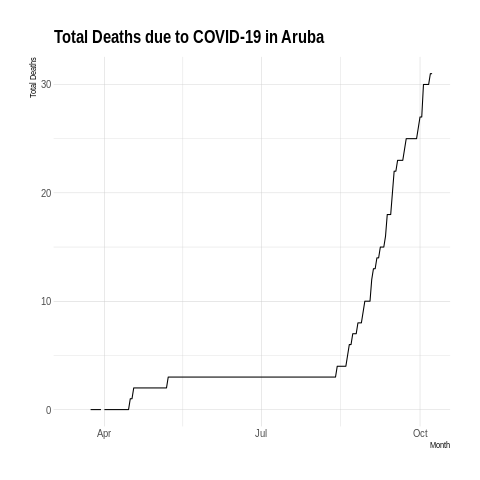 Total Deaths due to COVID-19 in Aruba
Total Deaths
30
20
10
0
Apr
Jul
Oct
Month